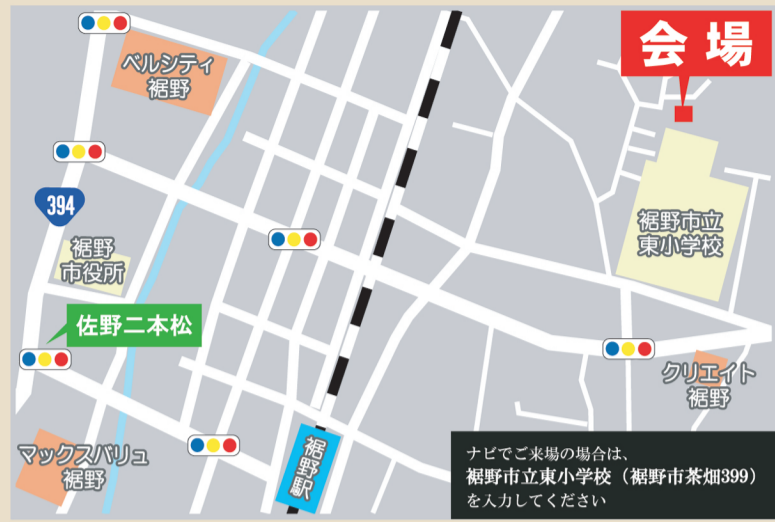 会場
ベルシティ
裾野
394
裾野
市役所
裾野市立
東小学校
佐野二本松
クリエイト
裾野
マックスバリュ
裾野
裾野駅
ナビでご来場の場合は、
裾野市立東小学校（裾野市茶畑399）
を入力してください